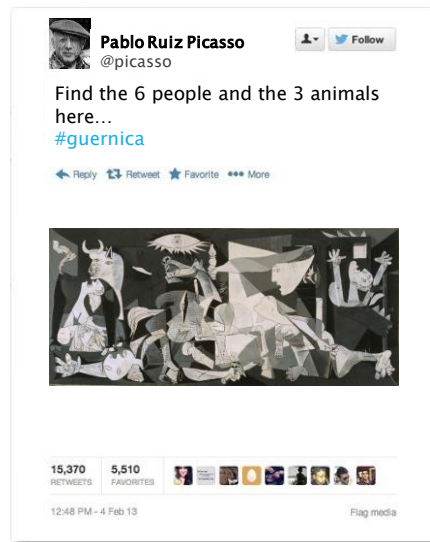 Pablo Ruiz Picasso
@picasso
Follow
Find the 6 people and the 3 animals
here...
#guernica
Reply Retweet Favorite More
15,370 5,510
RETWEETS FAVORITES
12:48 PM - 4 Feb 13 Flag media